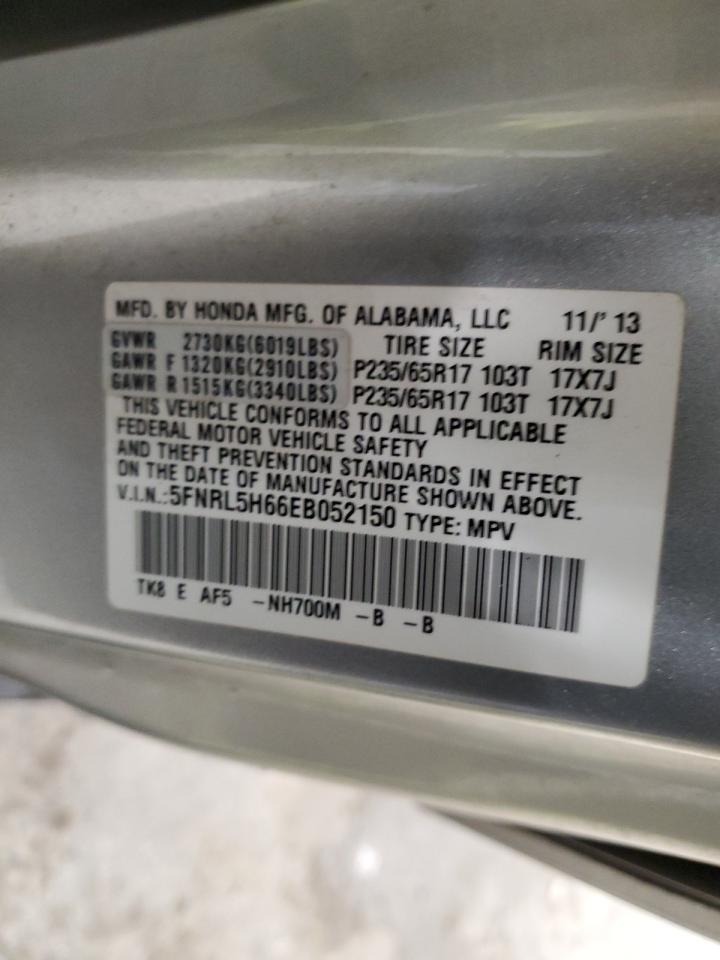 MFD. BY HONDA MFG. OF ALABAMA, LLC 11/'13
GVWR 2730KG(6019LBS) TIRE SIZE RIM SIZE
GAWR F 1320KG(2910LBS) P235/65R17 103T 17X7J
GAWR R 1515KG(3340LBS) P235/65R17 103T 17X7J
THIS VEHICLE CONFORMS TO ALL APPLICABLE
FEDERAL MOTOR VEHICLE SAFETY
AND THEFT PREVENTION STANDARDS IN EFFECT
ON THE DATE OF MANUFACTURE SHOWN ABOVE.
V.I.N.:5FNRL5H66EB052150 TYPE: MPV
TK8 E AF5 -NH700M -B -B